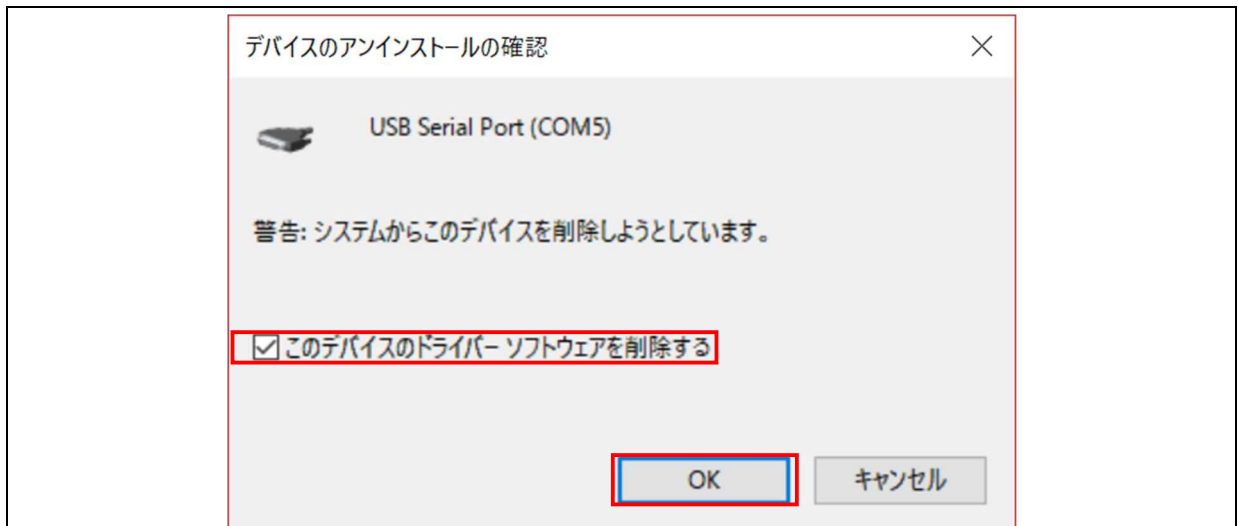 デバイスのアンインストールの確認
USB Serial Port (COM5)
警告: システムからこのデバイスを削除しようとしています。
このデバイスのドライバー ソフトウェアを削除する
OK キャンセル